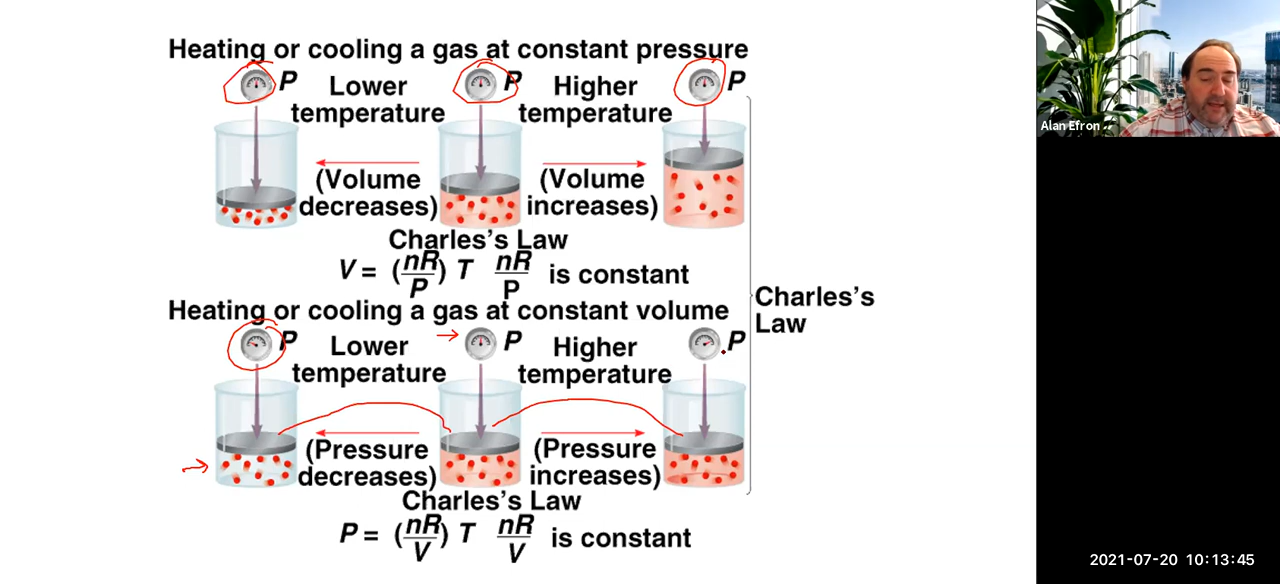 Heating or cooling a gas at constant pressure
P Lower temperature P Higher temperature P
(Volume decreases) (Volume increases)
Charles's Law
V = (nR/P) T nR/P is constant
Heating or cooling a gas at constant volume
P Lower temperature P Higher temperature P
(Pressure decreases) (Pressure increases)
Charles's Law
P = (nR/V) T nR/V is constant
Charles's
Law
Alan Efron
2021-07-20 10:13:45